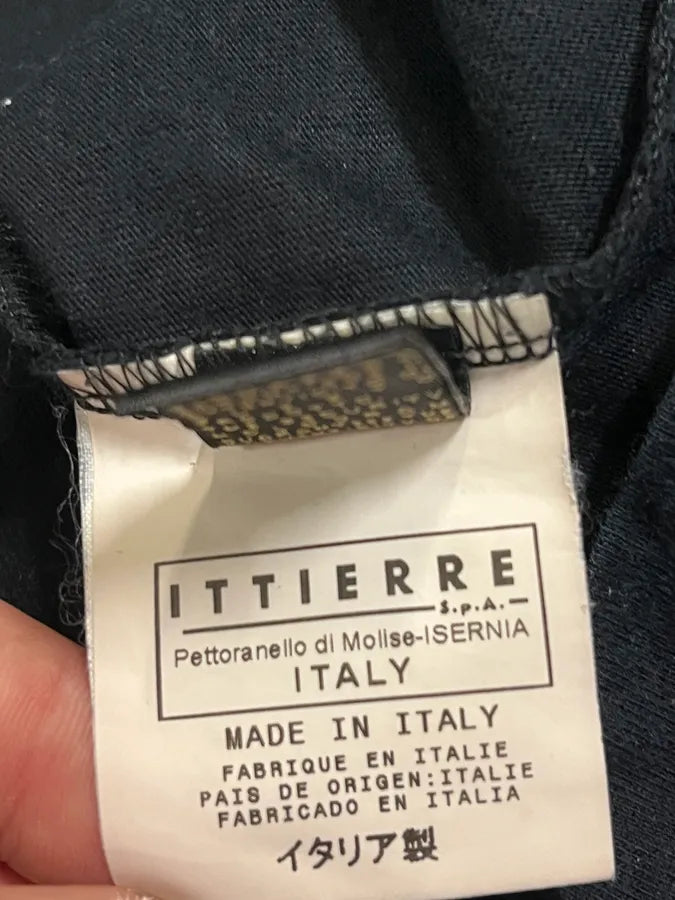 ITTIERRE
S.p.A.
Pettoranello di Molise-ISERNIA
ITALY
MADE IN ITALY
FABRIQUE EN ITALIE
PAIS DE ORIGEN:ITALIE
FABRICADO EN ITALIA
イタリア製